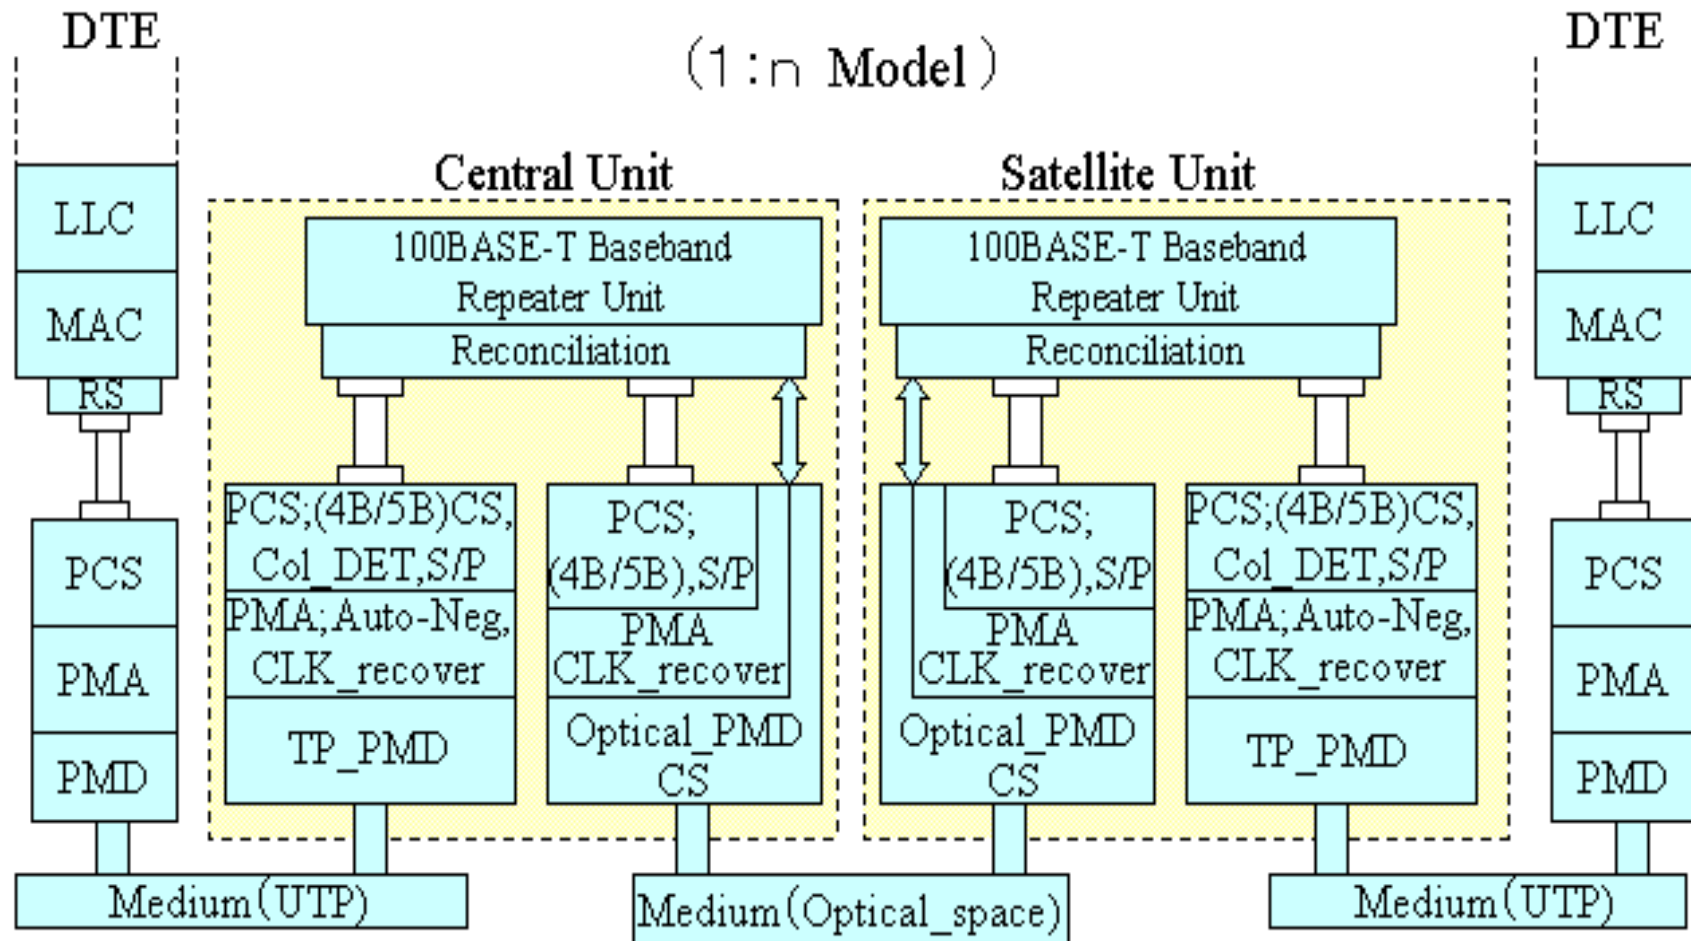 DTE
(1:n Model)
DTE
Central Unit
Satellite Unit
LLC
MAC
RS
PCS
PMA
PMD
100BASE-T Baseband
Repeater Unit
Reconciliation
PCS;(4B/5B)CS,
Col_DET,S/P
PMA;Auto-Neg,
CLK_recover
TP_PMD
PCS;
(4B/5B),S/P
PMA
CLK_recover
Optical_PMD
CS
100BASE-T Baseband
Repeater Unit
Reconciliation
PCS;
(4B/5B),S/P
PMA
CLK_recover
Optical_PMD
CS
PCS;(4B/5B)CS,
Col_DET,S/P
PMA;Auto-Neg,
CLK_recover
TP_PMD
LLC
MAC
RS
PCS
PMA
PMD
Medium(UTP)
Medium(Optical_space)
Medium(UTP)